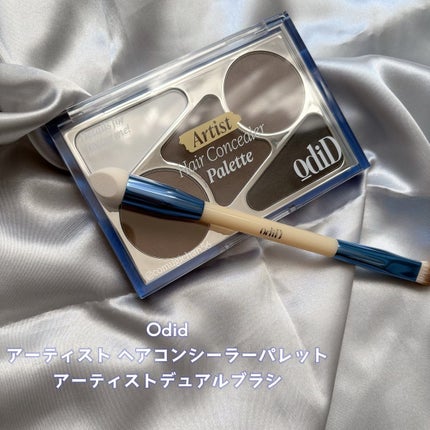 Artist
Hair Concealer
Palette
odiD
odiD
Odid
アーティスト ヘアコンシーラーパレット
アーティストデュアルブラシ